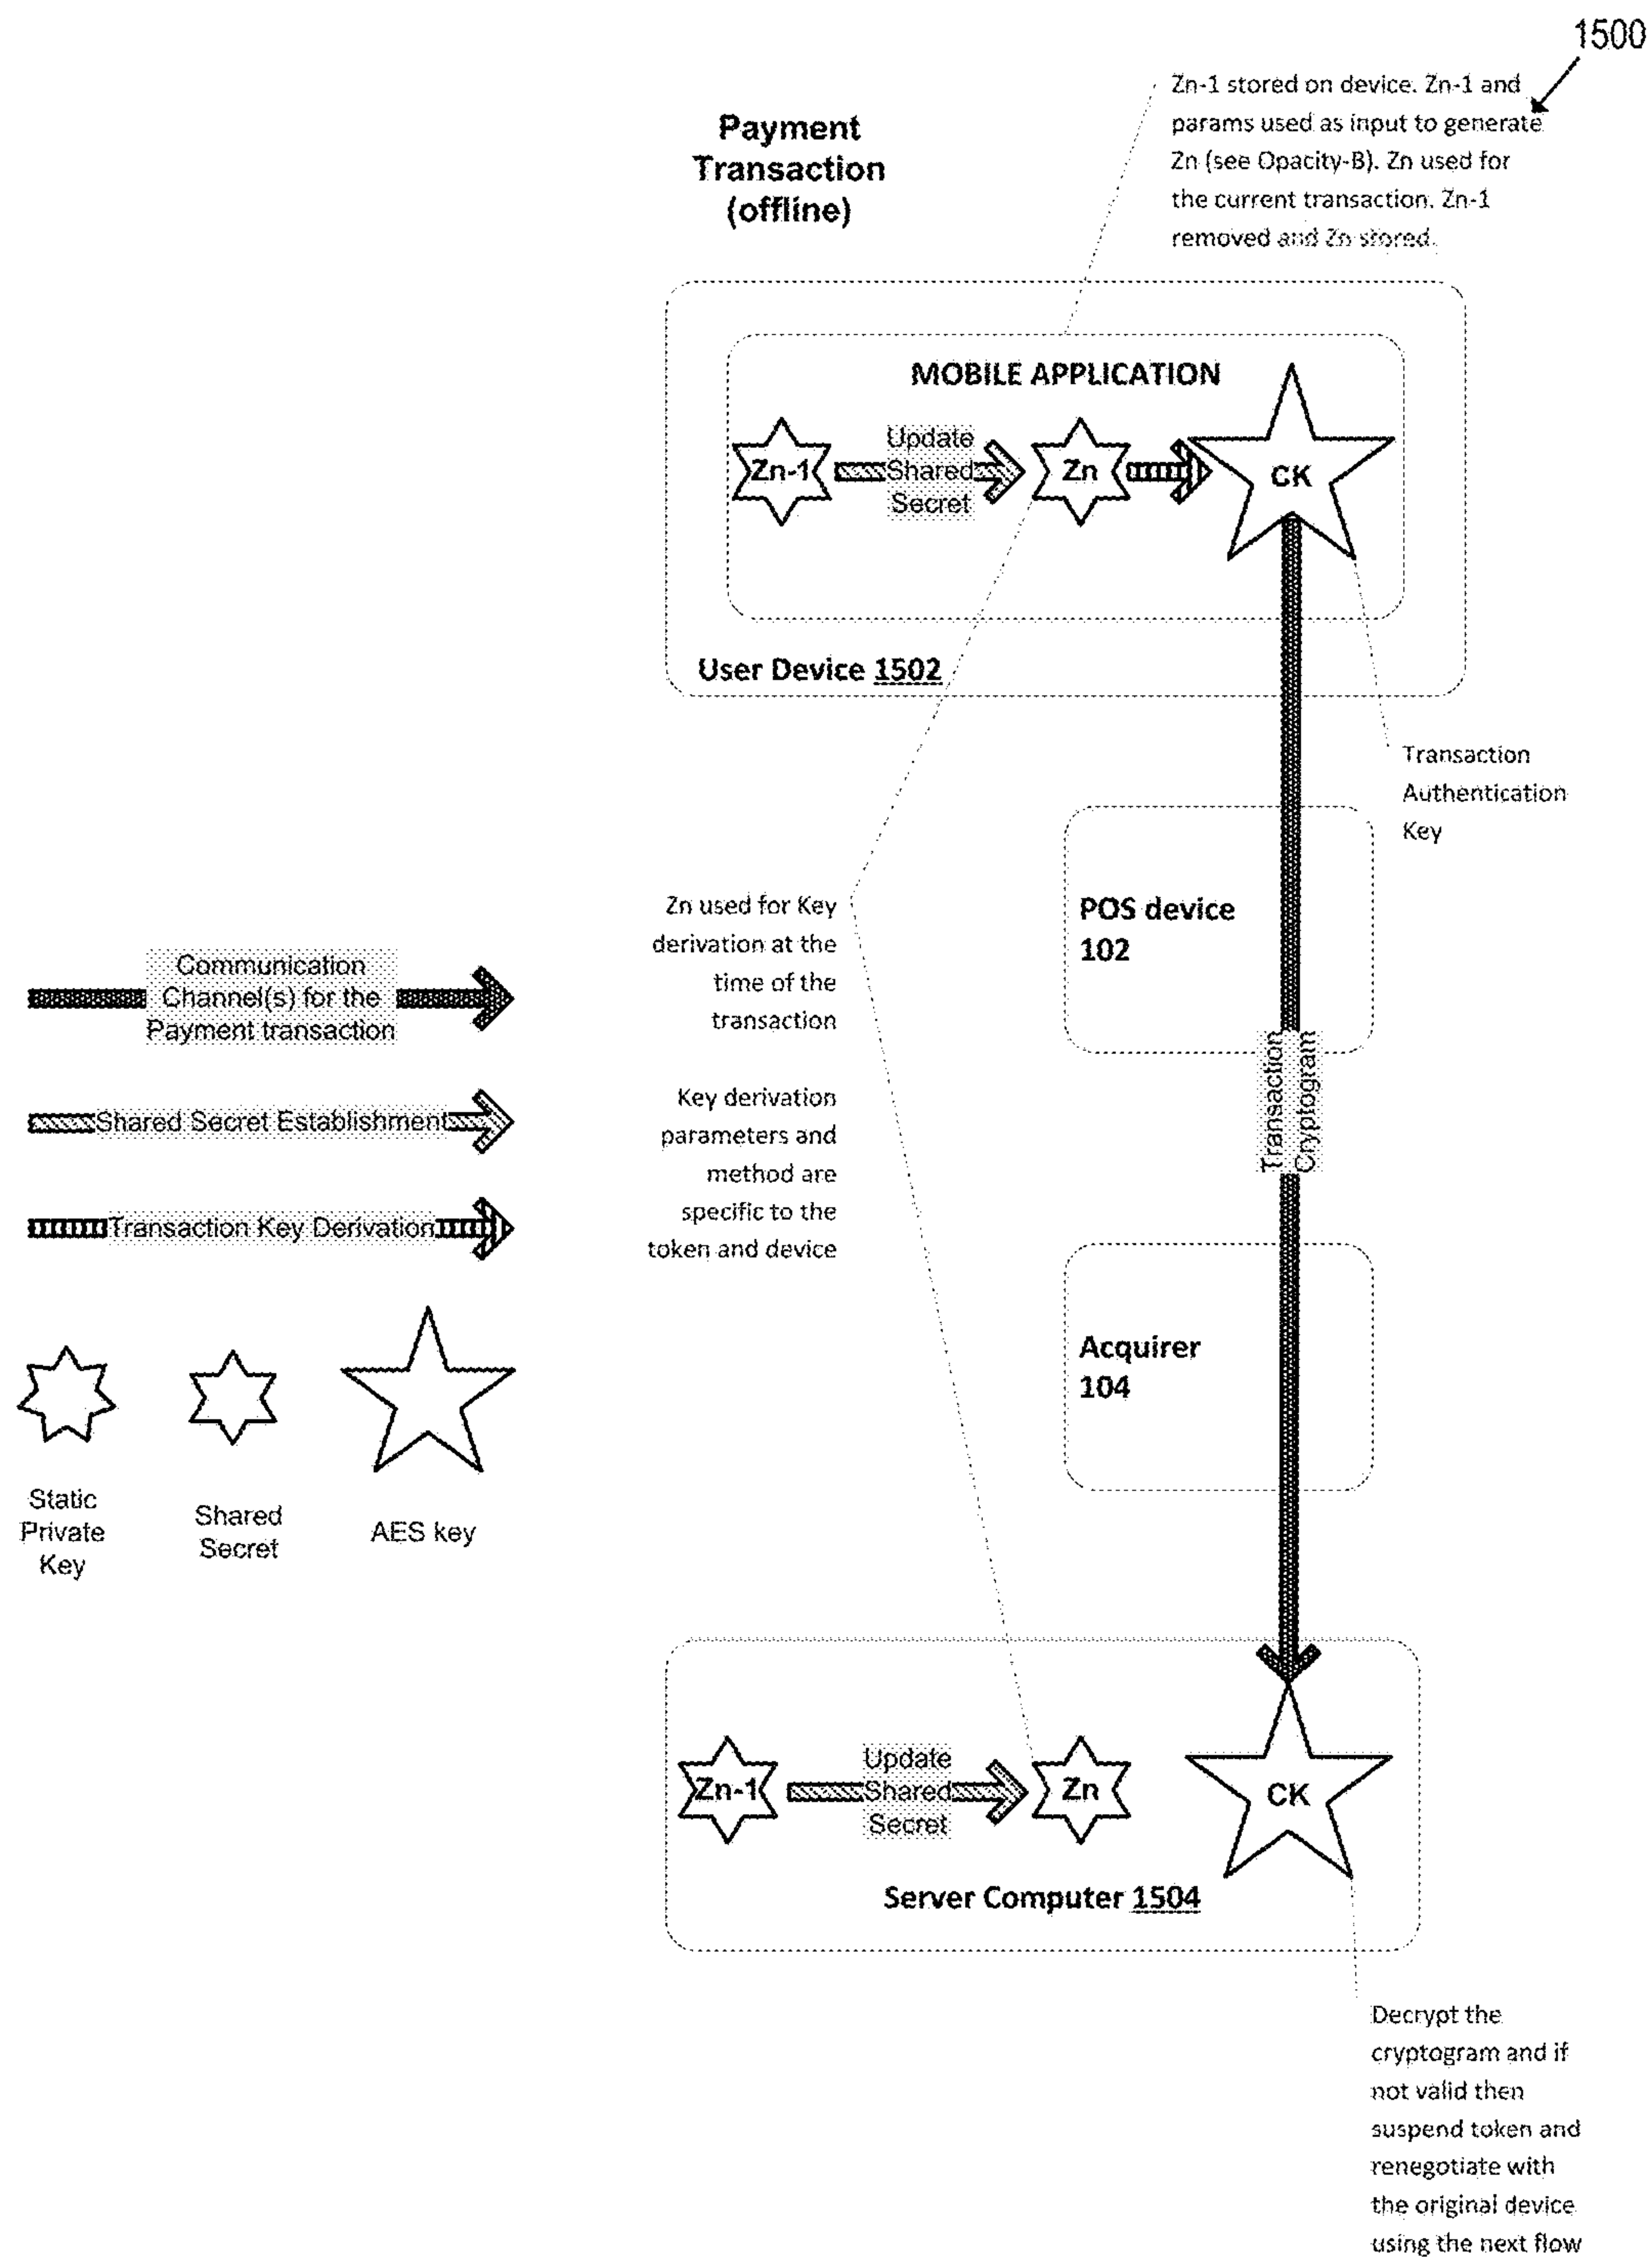 1500
Zn-1 stored on device. Zn-1 and
params used as input to generate
Zn (see Opacity-B). Zn used for
the current transaction. Zn-1
removed and Zn stored.
Payment
Transaction
(offline)
MOBILE APPLICATION
Zn-1
Update
Shared
Secret
Zn
CK
User Device 1502
Transaction
Authentication
Key
POS device
102
Zn used for Key
derivation at the
time of the
transaction
Key derivation
parameters and
method are
specific to the
token and device
Communication
Channel(s) for the
Payment transaction
Shared Secret Establishment
Transaction Key Derivation
Static
Private
Key
Shared
Secret
AES key
Transaction
Cryptogram
Acquirer
104
Zn-1
Update
Shared
Secret
Zn
CK
Server Computer 1504
Decrypt the
cryptogram and if
not valid then
suspend token and
renegotiate with
the original device
using the next flow